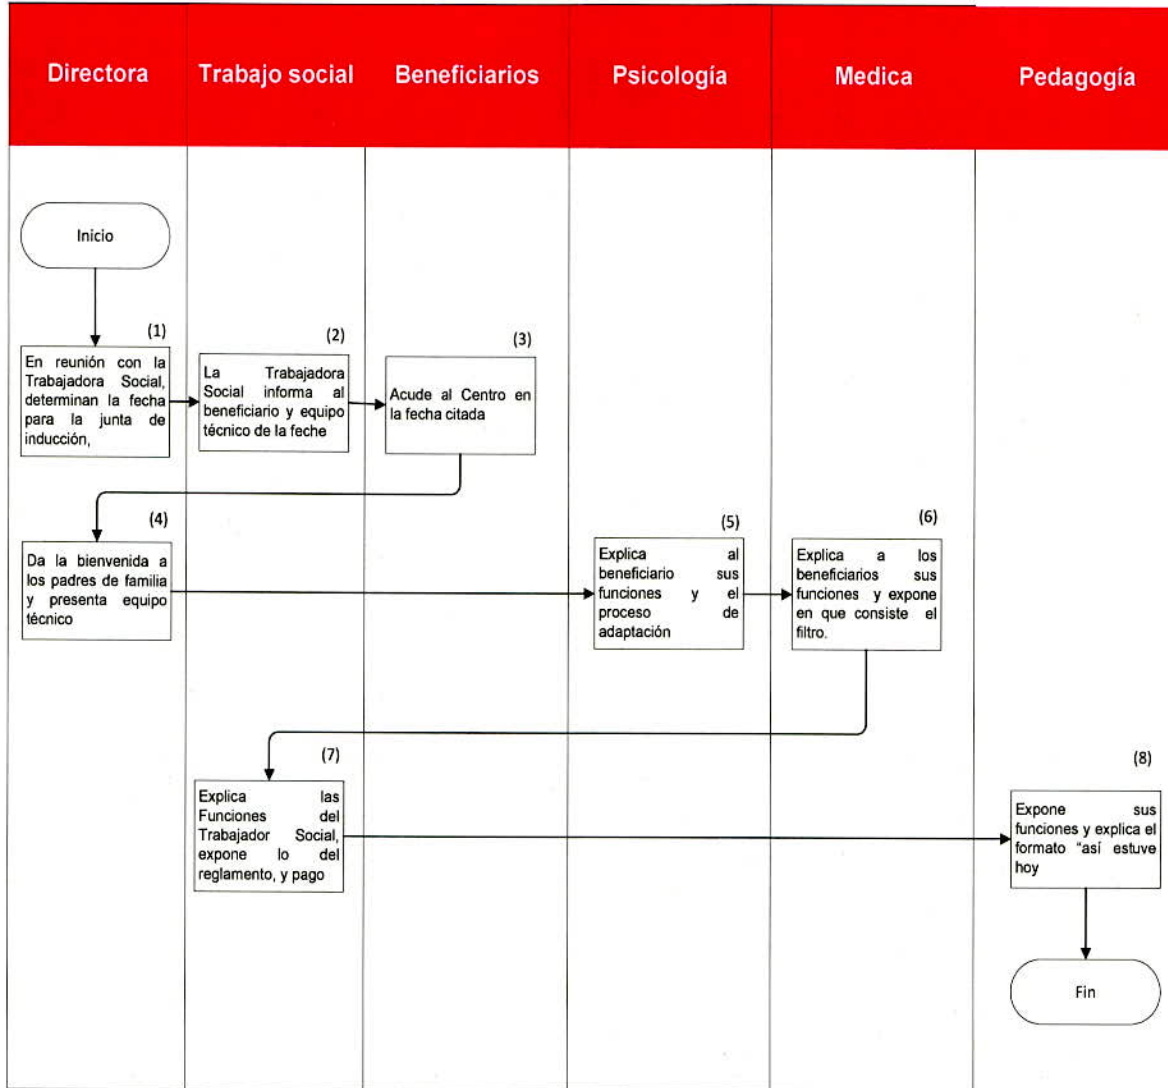 Directora
Trabajo social
Beneficiarios
Psicología
Medica
Pedagogía
Inicio
(1)
En reunión con la
Trabajadora Social,
determinan la fecha
para la junta de
inducción,
(2)
La Trabajadora
Social informa al
beneficiario y equipo
técnico de la feche
(3)
Acude al Centro en
la fecha citada
(4)
Da la bienvenida a
los padres de familia
y presenta equipo
técnico
(5)
Explica al
beneficiario sus
funciones y el
proceso de
adaptación
(6)
Explica a los
beneficiarios sus
funciones y expone
en que consiste el
filtro.
(7)
Explica las
Funciones del
Trabajador Social,
expone lo del
reglamento, y pago
(8)
Expone sus
funciones y explica el
formato "así estuve
hoy
Fin